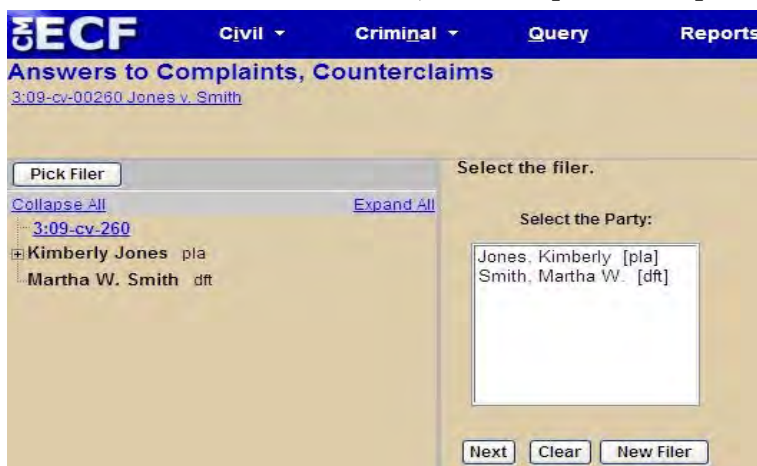 CM ECF Civil Criminal Query Reports
Answers to Complaints, Counterclaims
3:09-cv-00260 Jones v. Smith
Pick Filer
Collapse All Expand All
3:09-cv-260
Kimberly Jones pla
Martha W. Smith dft
Select the filer.
Select the Party:
Jones, Kimberly [pla]
Smith, Martha W. [dft]
Next Clear New Filer